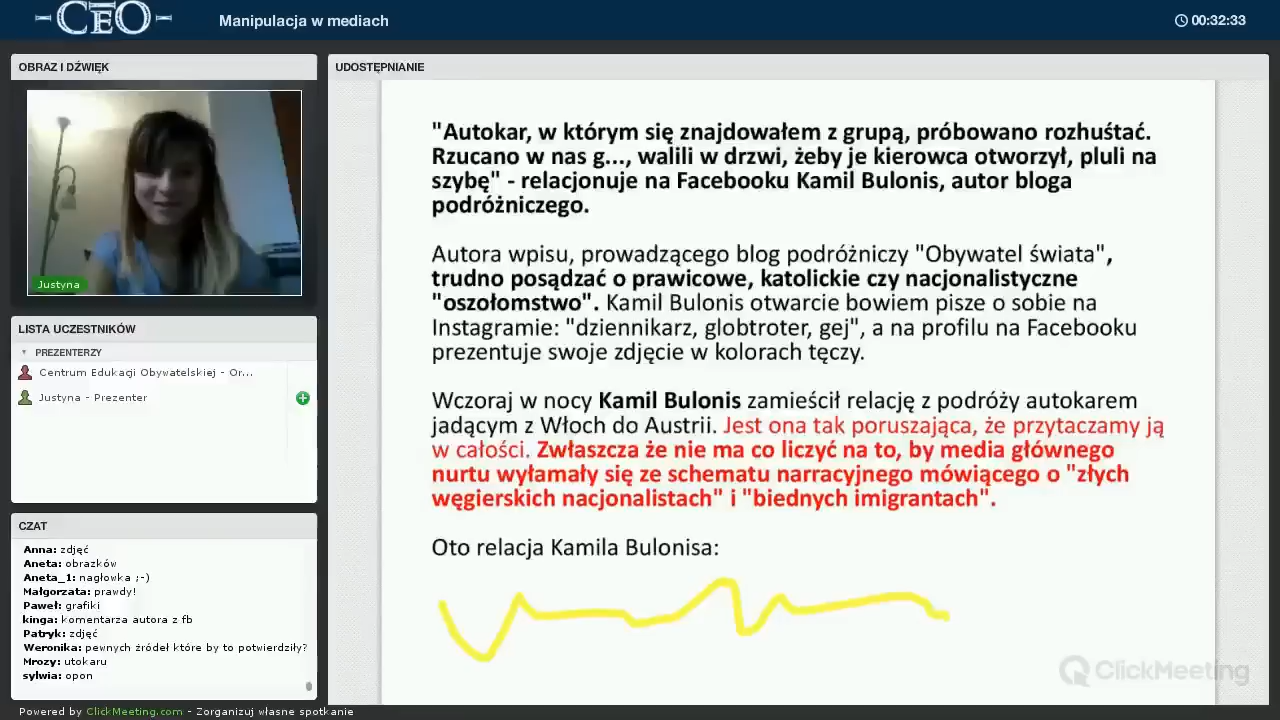 CEO
Manipulacja w mediach
00:32:33
OBRAZ I DŹWIĘK
Justyna
LISTA UCZESTNIKÓW
PREZENTERZY
Centrum Edukacji Obywatelskiej - Or...
Justyna - Prezenter
CZAT
Anna: zdjęć
Aneta: obrazków
Aneta_1: nagłowka ;-)
Małgorzata: prawdy!
Paweł: grafiki
kinga: komentarza autora z fb
Patryk: zdjęć
Weronika: pewnych źródeł które by to potwierdziły?
Mrozy: utokaru
sylwia: opon
UDOSTĘPNIANIE
"Autokar, w którym się znajdowałem z grupą, próbowano rozhuśtać.
Rzucano w nas g..., walili w drzwi, żeby je kierowca otworzył, pluli na
szybę" - relacjonuje na Facebooku Kamil Bulonis, autor bloga
podróżniczego.
Autora wpisu, prowadzącego blog podróżniczy "Obywatel świata",
trudno posądzać o prawicowe, katolickie czy nacjonalistyczne
"oszołomstwo". Kamil Bulonis otwarcie bowiem pisze o sobie na
Instagramie: "dziennikarz, globtroter, gej", a na profilu na Facebooku
prezentuje swoje zdjęcie w kolorach tęczy.
Wczoraj w nocy Kamil Bulonis zamieścił relację z podróży autokarem
jadącym z Włoch do Austrii. Jest ona tak poruszająca, że przytaczamy ją
w całości. Zwłaszcza że nie ma co liczyć na to, by media głównego
nurtu wyłamały się ze schematu narracyjnego mówiącego o "złych
węgierskich nacjonalistach" i "biednych imigrantach".
Oto relacja Kamila Bulonisa:
ClickMeeting
Powered by ClickMeeting.com - Zorganizuj własne spotkanie